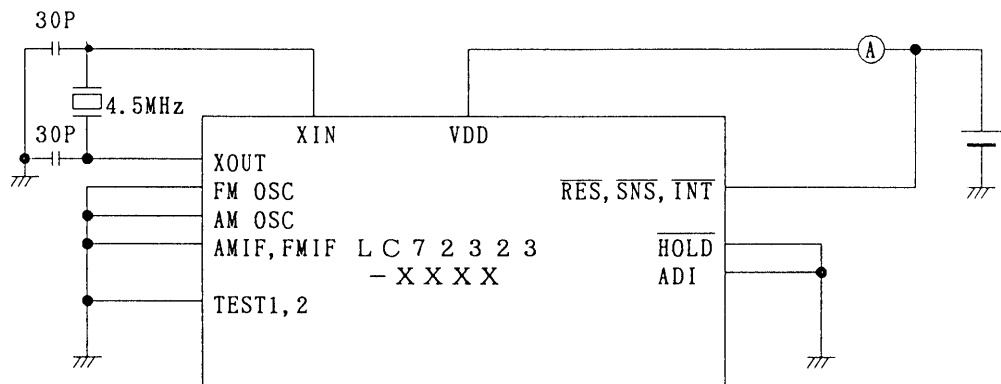 30P
A
4.5MHz
30P
XIN
VDD
XOUT
FM OSC
RES, SNS, INT
AM OSC
AMIF, FMIF LC72323
HOLD
-XXXX
ADI
TEST1, 2